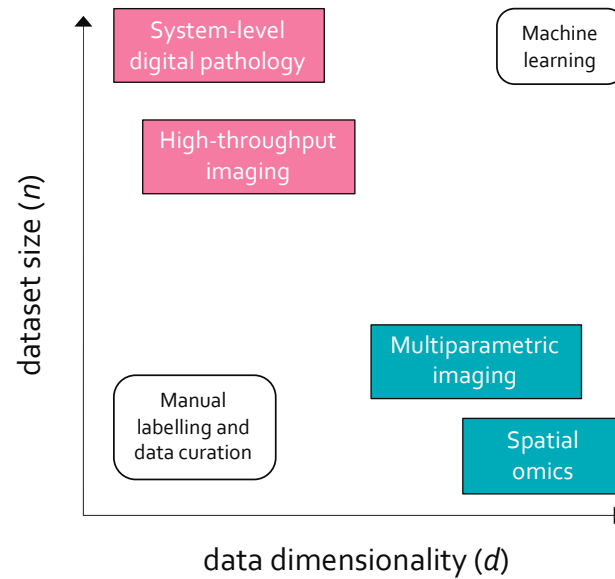 System-level
digital pathology
Machine
learning
High-throughput
imaging
dataset size (n)
Multiparametric
imaging
Manual
labelling and
data curation
Spatial
omics
data dimensionality (d)